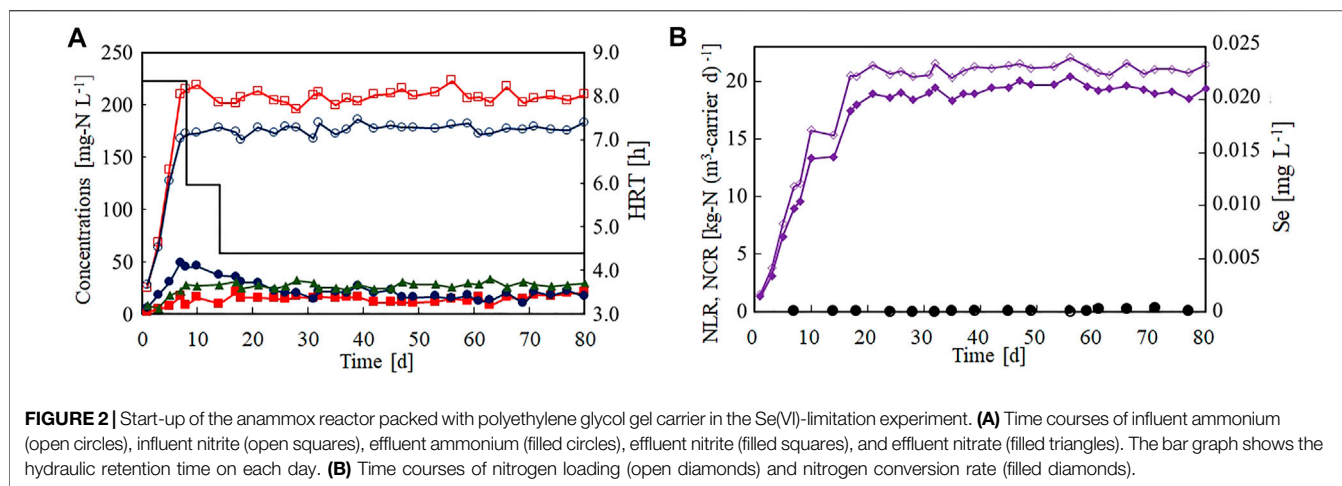 A
B
250
200
150
100
50
0
Concentrations [mg-N L⁻¹]
9.0
8.0
7.0
6.0
5.0
4.0
3.0
HRT [h]
0 10 20 30 40 50 60 70 80
Time [d]
20
15
10
5
0
NLR, NCR [kg-N (m³-carrier d)⁻¹]
0.025
0.020
0.015
0.010
0.005
0
Se [mg L⁻¹]
0 10 20 30 40 50 60 70 80
Time [d]
FIGURE 2 | Start-up of the anammox reactor packed with polyethylene glycol gel carrier in the Se(VI)-limitation experiment. (A) Time courses of influent ammonium
(open circles), influent nitrite (open squares), effluent ammonium (filled circles), effluent nitrite (filled squares), and effluent nitrate (filled triangles). The bar graph shows the
hydraulic retention time on each day. (B) Time courses of nitrogen loading (open diamonds) and nitrogen conversion rate (filled diamonds).